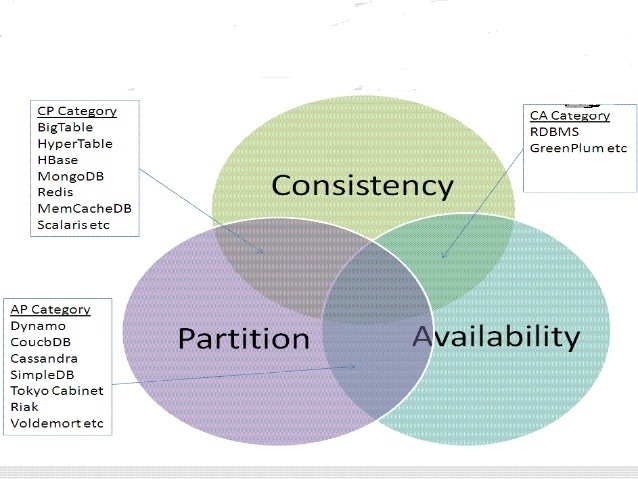 CP Category
BigTable
HyperTable
HBase
MongoDB
Redis
MemCacheDB
Scalaris etc
CA Category
RDBMS
GreenPlum etc
Consistency
AP Category
Dynamo
CoucbDB
Cassandra
SimpleDB
Tokyo Cabinet
Riak
Voldemort etc
Partition
Availability